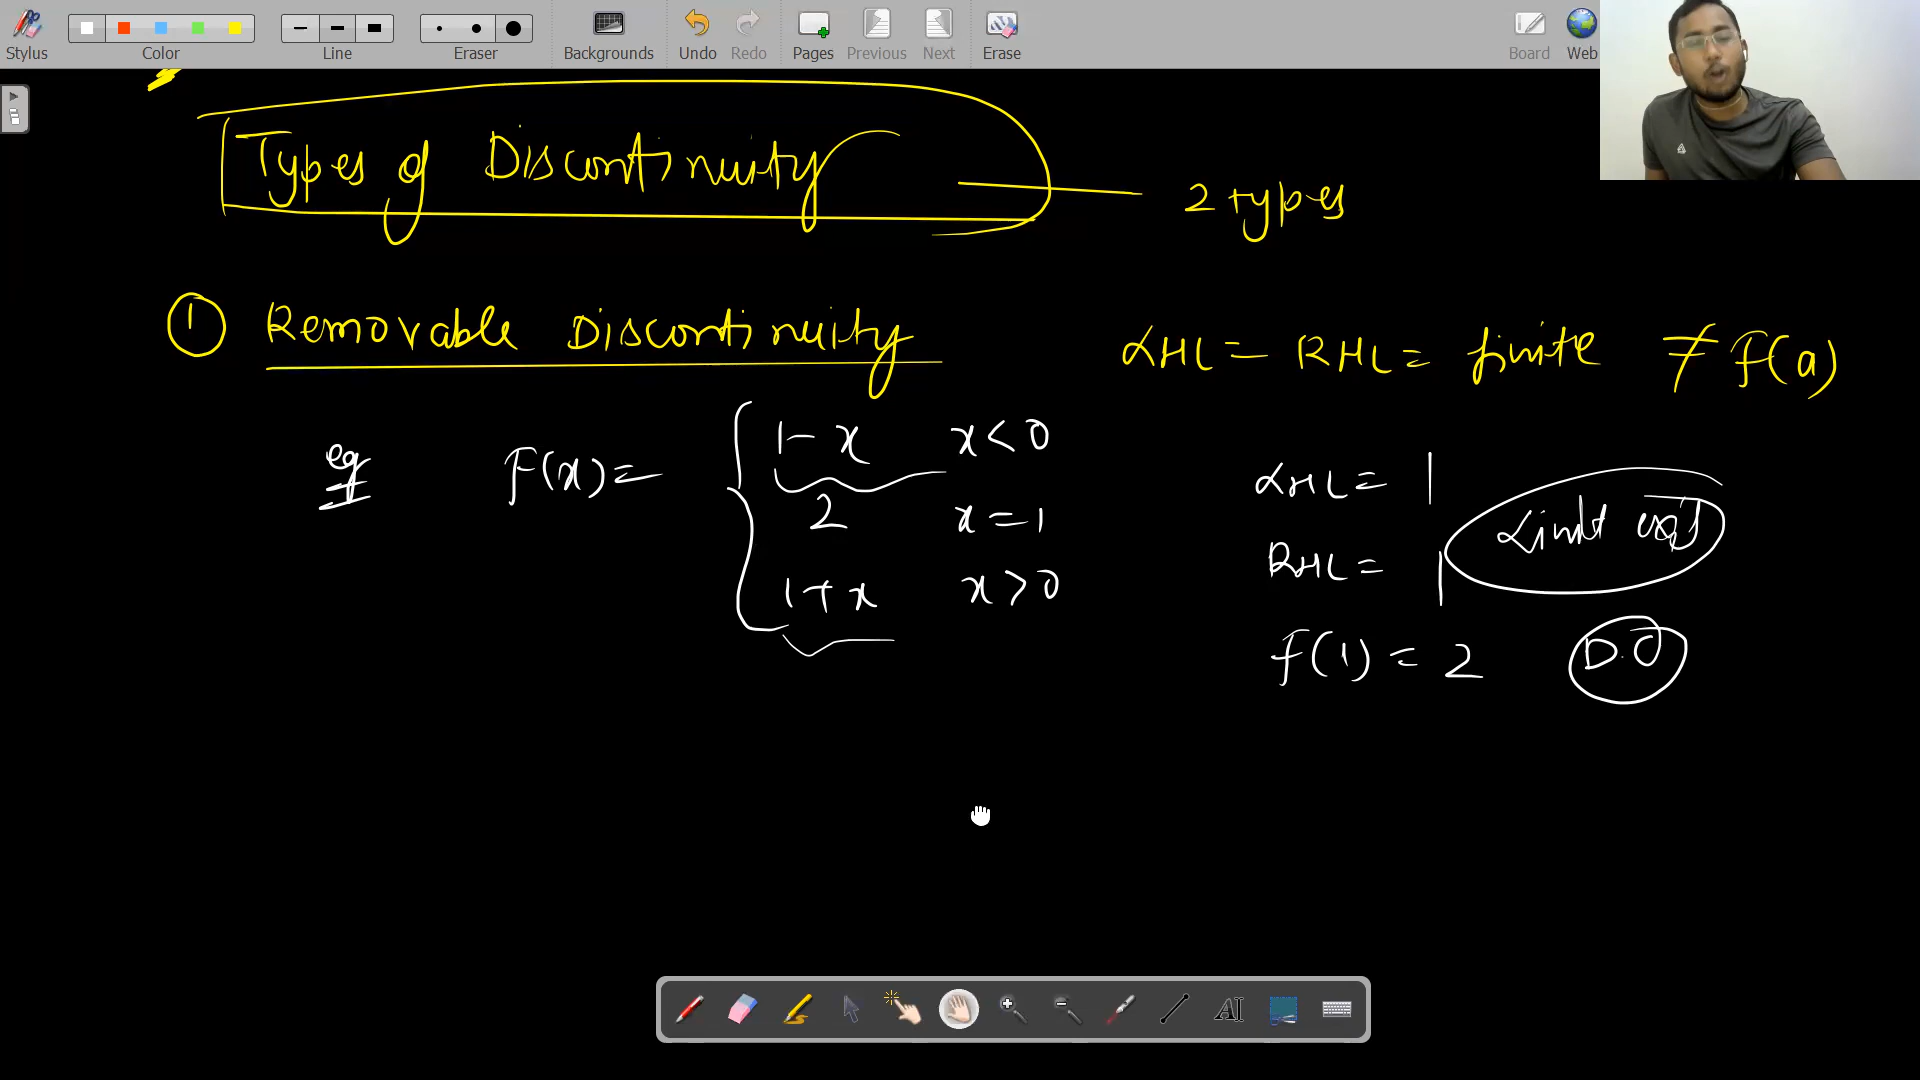 Stylus Color Line Eraser Backgrounds Undo Redo Pages Previous Next Erase Board Web
Types of Discontinuity 2 types
1 Removable Discontinuity LHL = RHL = finite ≠ f(a)
eg F(x) = { 1 - x x < 0
2 x = 1
1 + x x > 0
LHL = 1
RHL = 1
Limit
f(1) = 2 D.C
AI